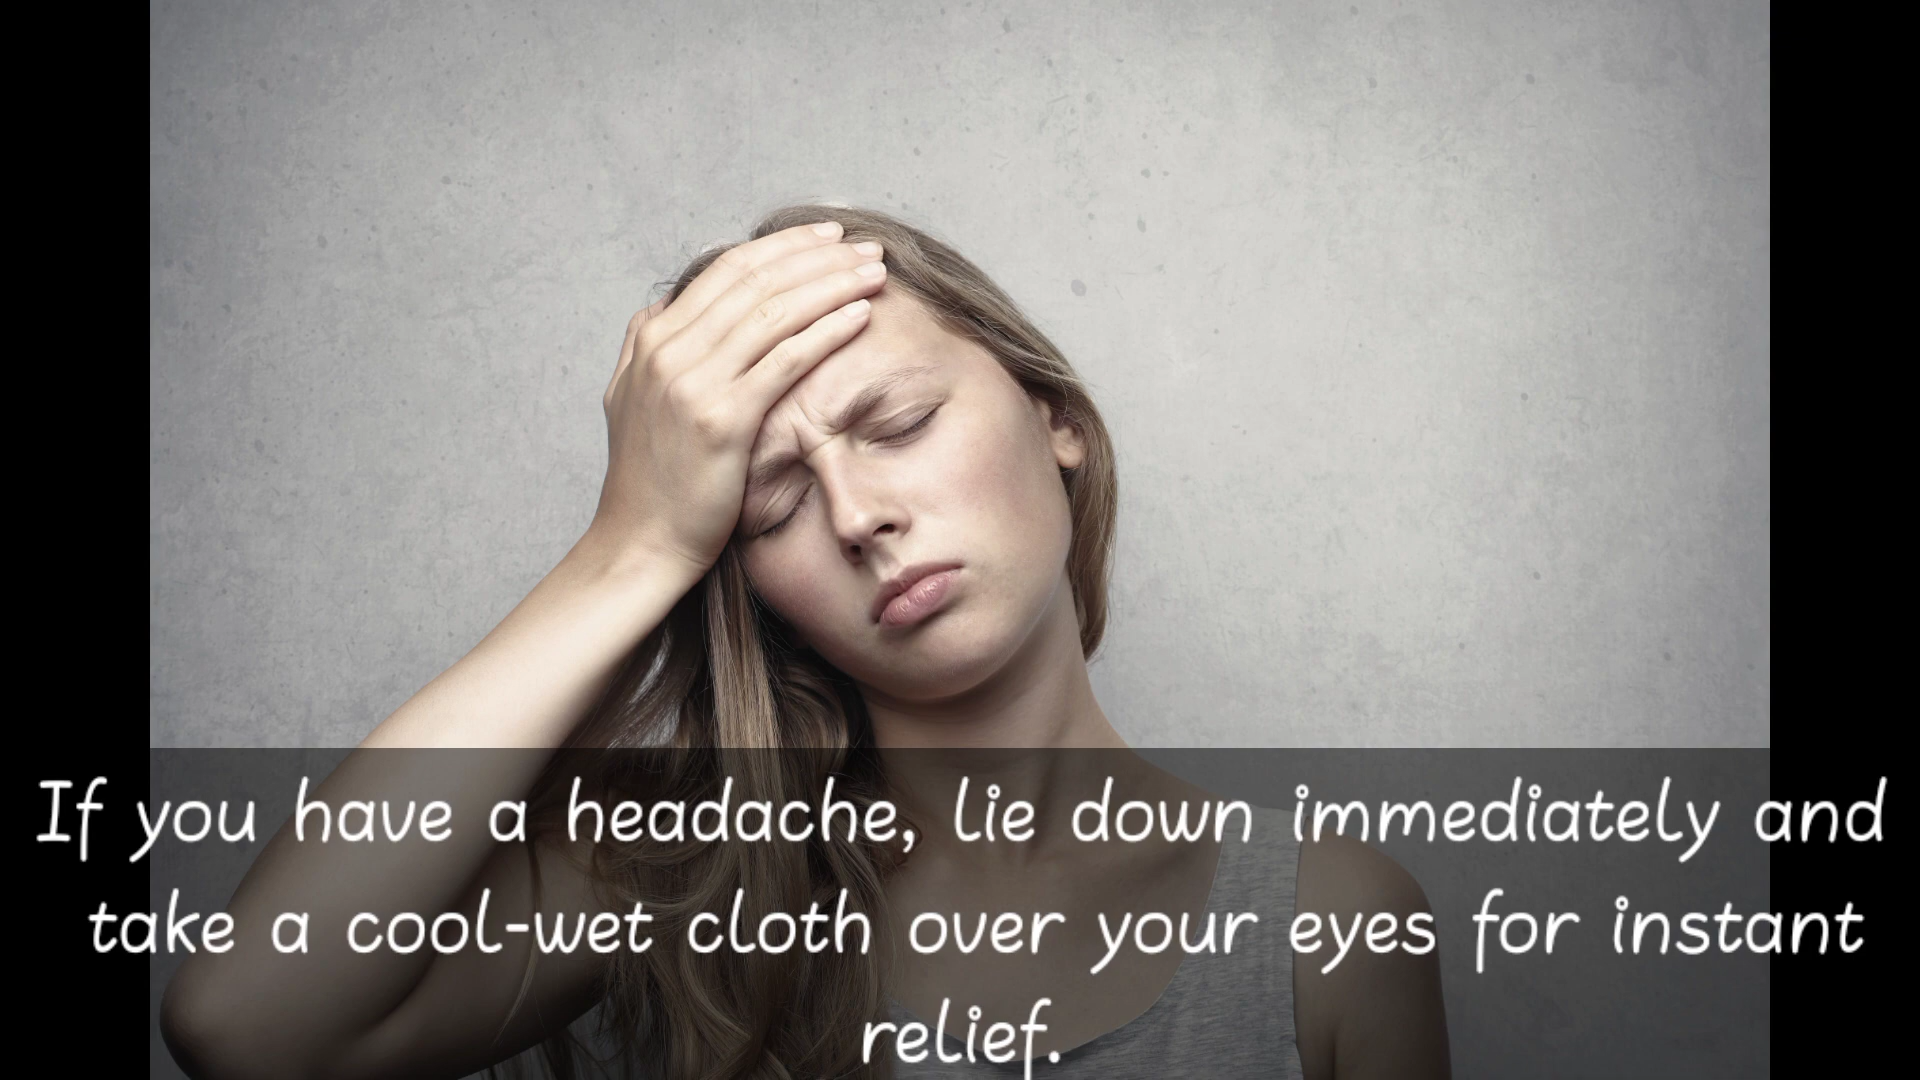 If you have a headache, lie down immediately and
take a cool-wet cloth over your eyes for instant
relief.